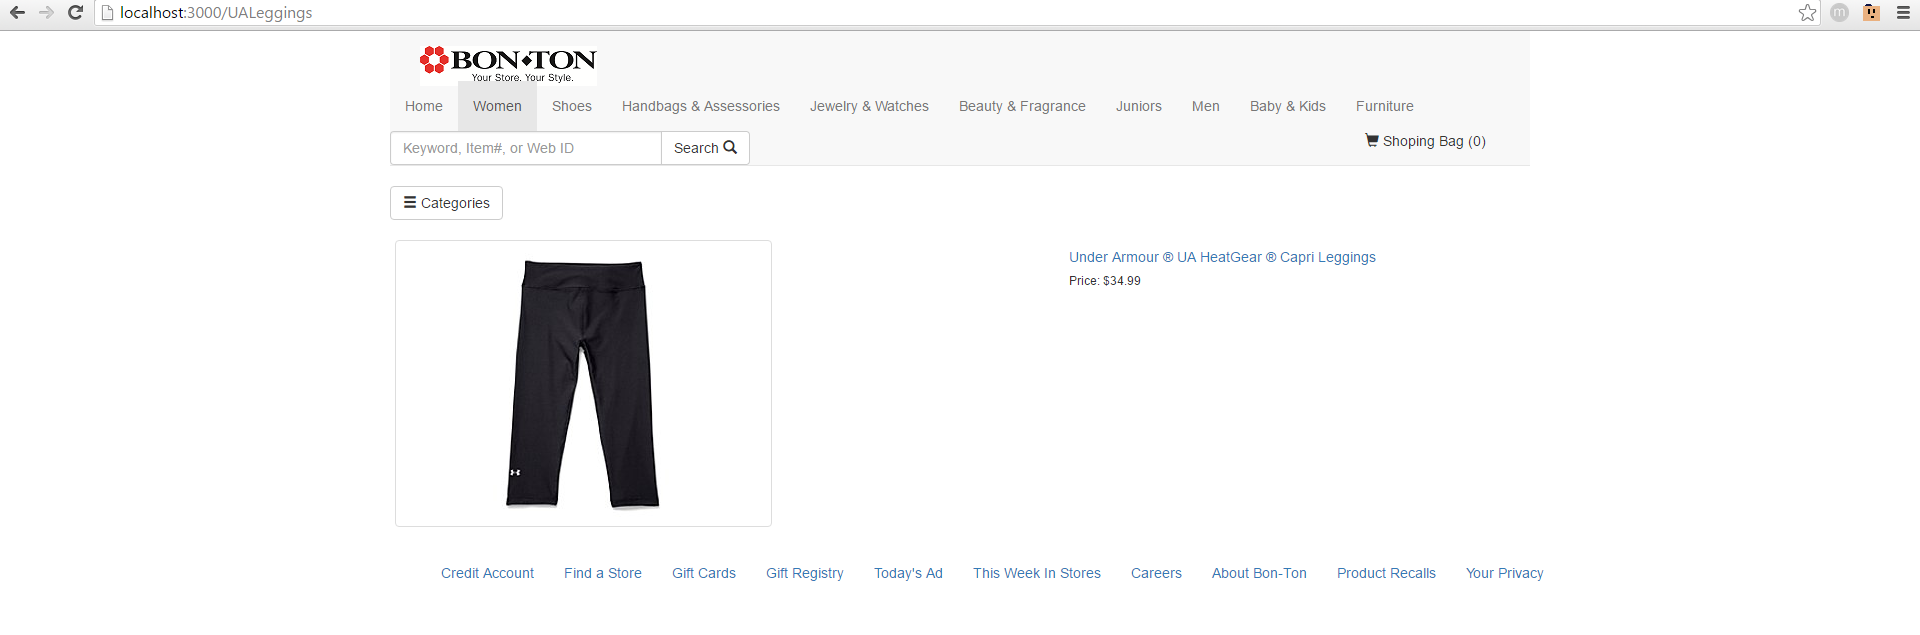 localhost:3000/UALeggings
m
BON•TON
Your Store. Your Style.
Home Women Shoes Handbags & Assessories Jewelry & Watches Beauty & Fragrance Juniors Men Baby & Kids Furniture
Keyword, Item#, or Web ID Search Shoping Bag (0)
Categories
Under Armour ® UA HeatGear ® Capri Leggings
Price: $34.99
Credit Account Find a Store Gift Cards Gift Registry Today's Ad This Week In Stores Careers About Bon-Ton Product Recalls Your Privacy